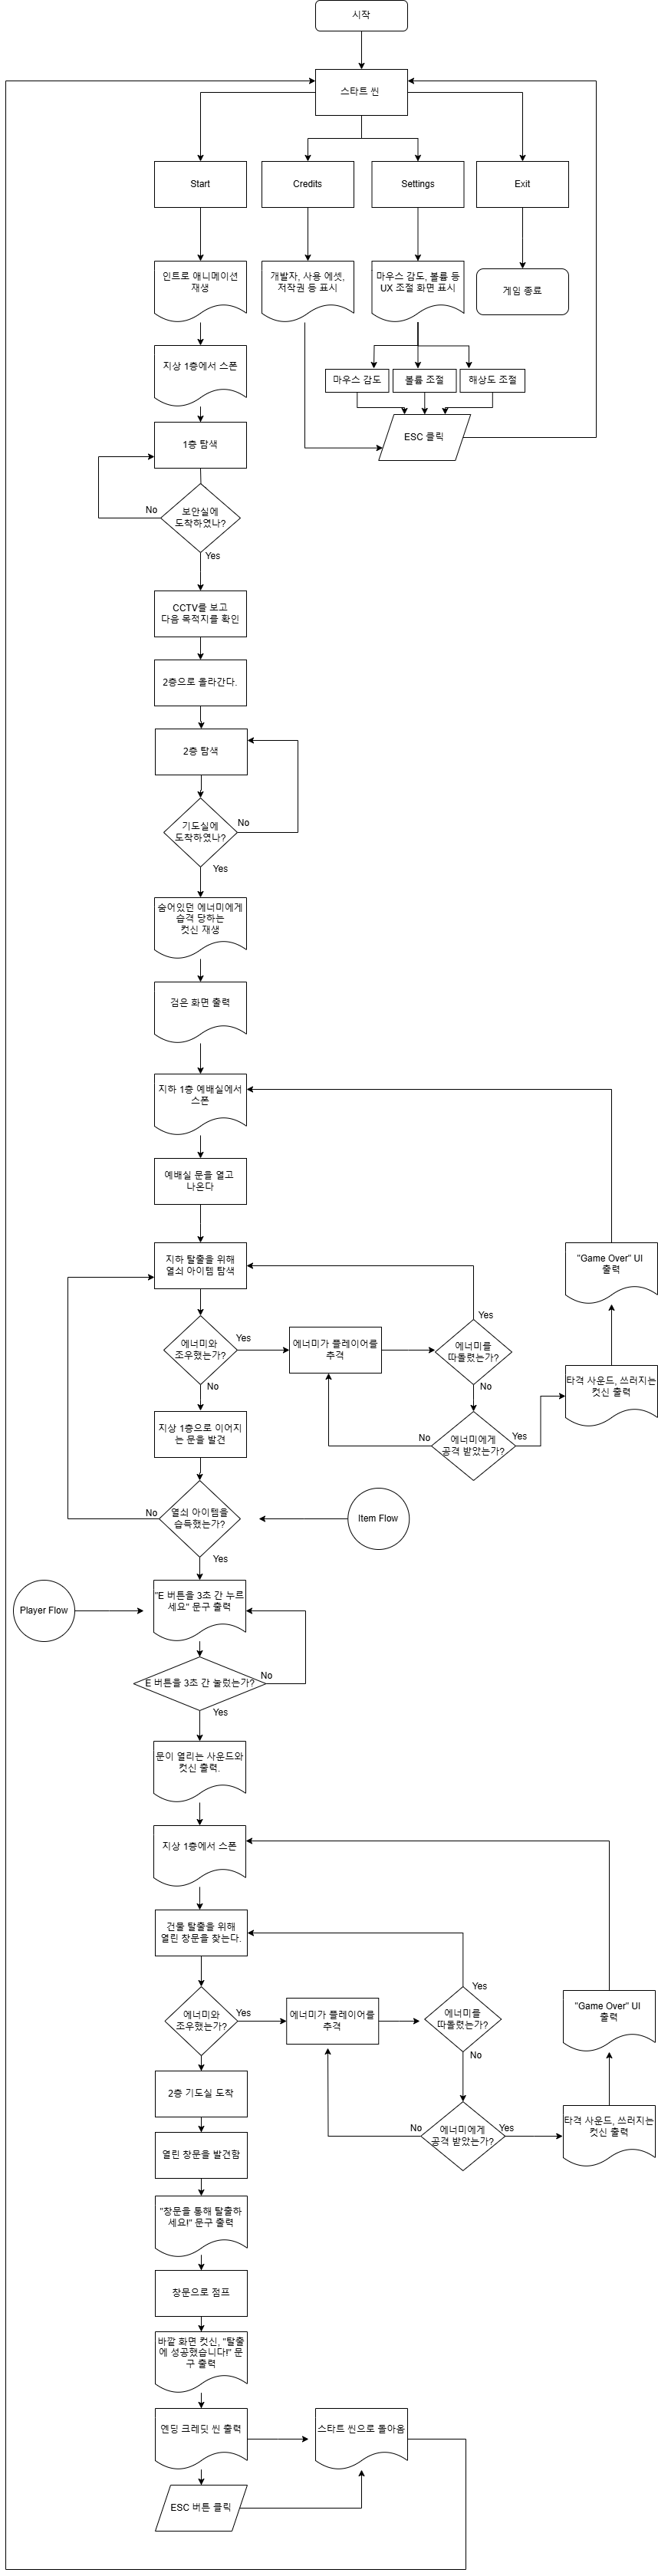 시작
스타트 씬
Start
Credits
Settings
Exit
인트로 애니메이션
재생
개발자, 사용 에셋,
저작권 등 표시
마우스 감도, 볼륨 등
UX 조절 화면 표시
게임 종료
지상 1층에서 스폰
마우스 감도
볼륨 조절
해상도 조절
1층 탐색
ESC 클릭
No
보안실에
도착하였나?
Yes
CCTV를 보고
다음 목적지를 확인
2층으로 올라간다.
2층 탐색
No
기도실에
도착하였나?
Yes
숨어있던 에너미에게
습격 당하는
컷신 재생
검은 화면 출력
지하 1층 예배실에서
스폰
예배실 문을 열고
나온다
지하 탈출을 위해
열쇠 아이템 탐색
"Game Over" UI
출력
Yes
에너미와
조우했는가?
Yes
에너미가 플레이어를
추격
에너미를
따돌렸는가?
No
No
타격 사운드, 쓰러지는
컷신 출력
지상 1층으로 이어지
는 문을 발견
No
에너미에게
공격 받았는가?
Yes
No
열쇠 아이템을
습득했는가?
Item Flow
Yes
Player Flow
"E 버튼을 3초 간 누르
세요" 문구 출력
E 버튼을 3초 간 눌렀는가?
No
Yes
문이 열리는 사운드와
컷신 출력.
지상 1층에서 스폰
건물 탈출을 위해
열린 창문을 찾는다.
Yes
에너미와
조우했는가?
Yes
에너미가 플레이어를
추격
에너미를
따돌렸는가?
"Game Over" UI
출력
No
2층 기도실 도착
No
에너미에게
공격 받았는가?
Yes
타격 사운드, 쓰러지는
컷신 출력
열린 창문을 발견함
"창문을 통해 탈출하
세요!" 문구 출력
창문으로 점프
바깥 화면 컷신, "탈출
에 성공했습니다!" 문
구 출력
엔딩 크레딧 씬 출력
스타트 씬으로 돌아옴
ESC 버튼 클릭